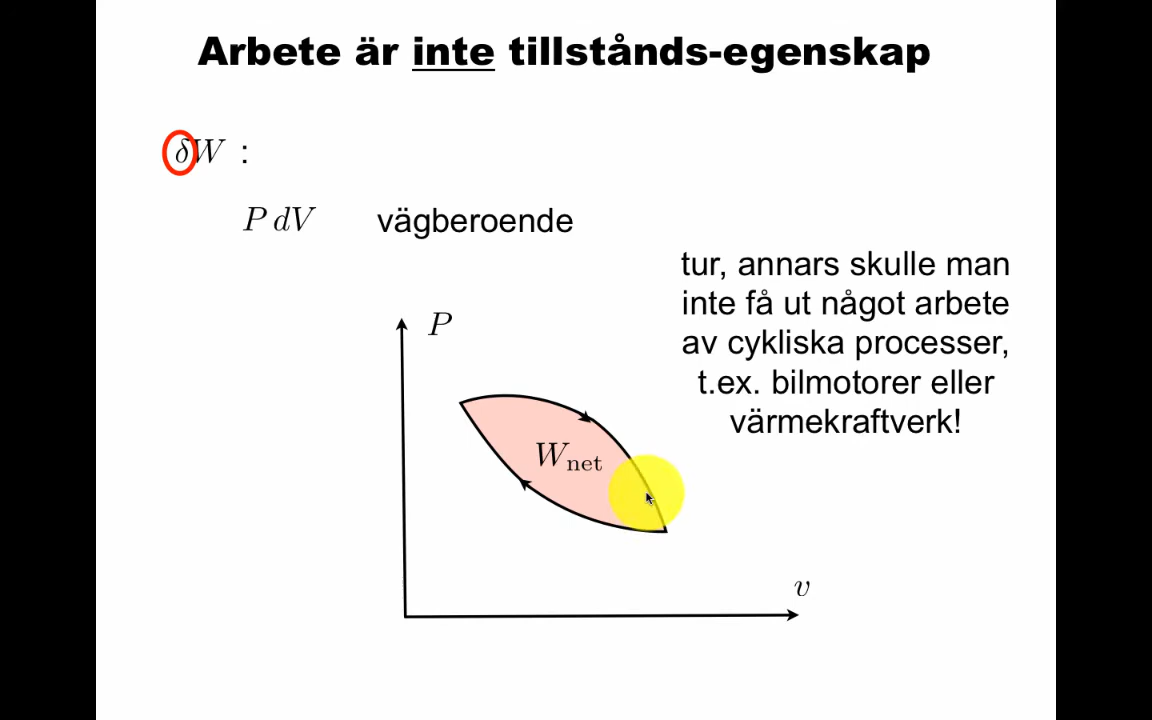 Arbete är inte tillstånds-egenskap
δW :
P dV vägberoende
tur, annars skulle man
inte få ut något arbete
av cykliska processer,
t.ex. bilmotorer eller
värmekraftverk!
P
W_net
v